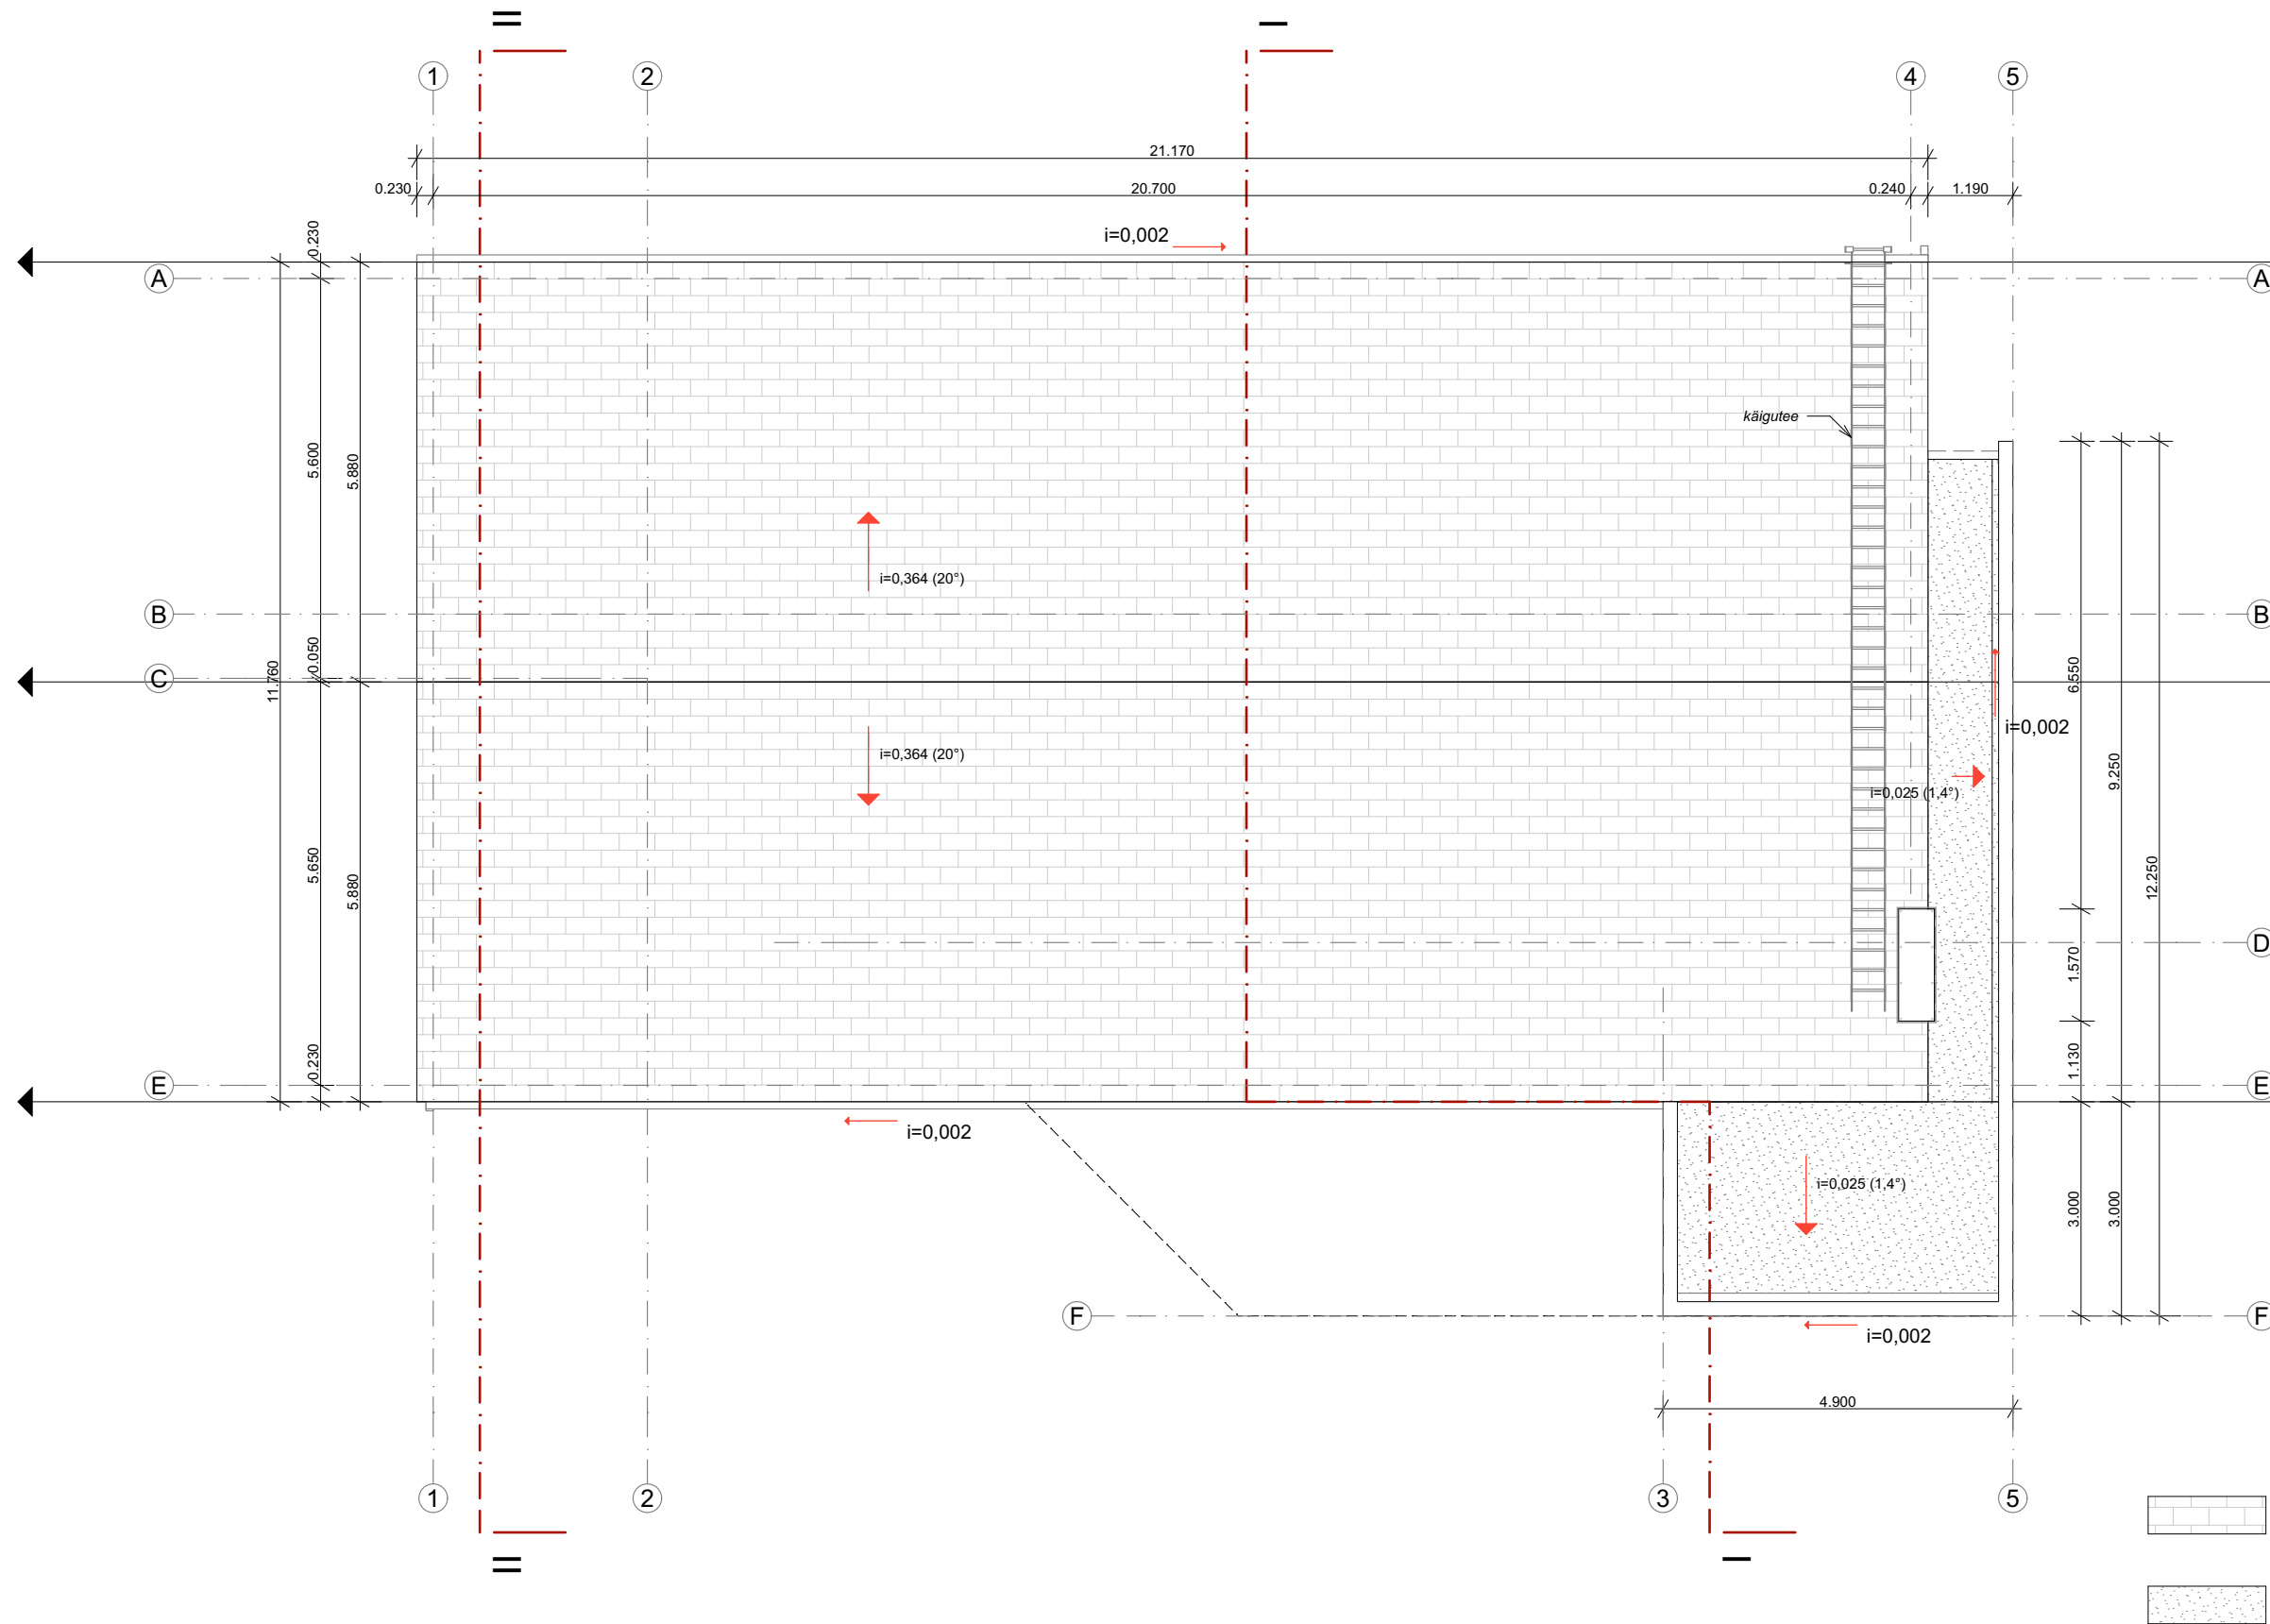 II
I
1
2
4
5
21.170
0.230
20.700
0.240
1.190
i=0,002
0.230
A
A
käigutee
5.600
5.880
i=0,364 (20°)
B
B
0.050
C
11.760
6.550
i=0,002
i=0,364 (20°)
9.250
i=0,025 (1,4°)
5.650
5.880
12.250
D
1.570
0.230
1.130
E
E
i=0,002
i=0,025 (1,4°)
3.000
3.000
F
F
i=0,002
4.900
1
2
3
5
II
I